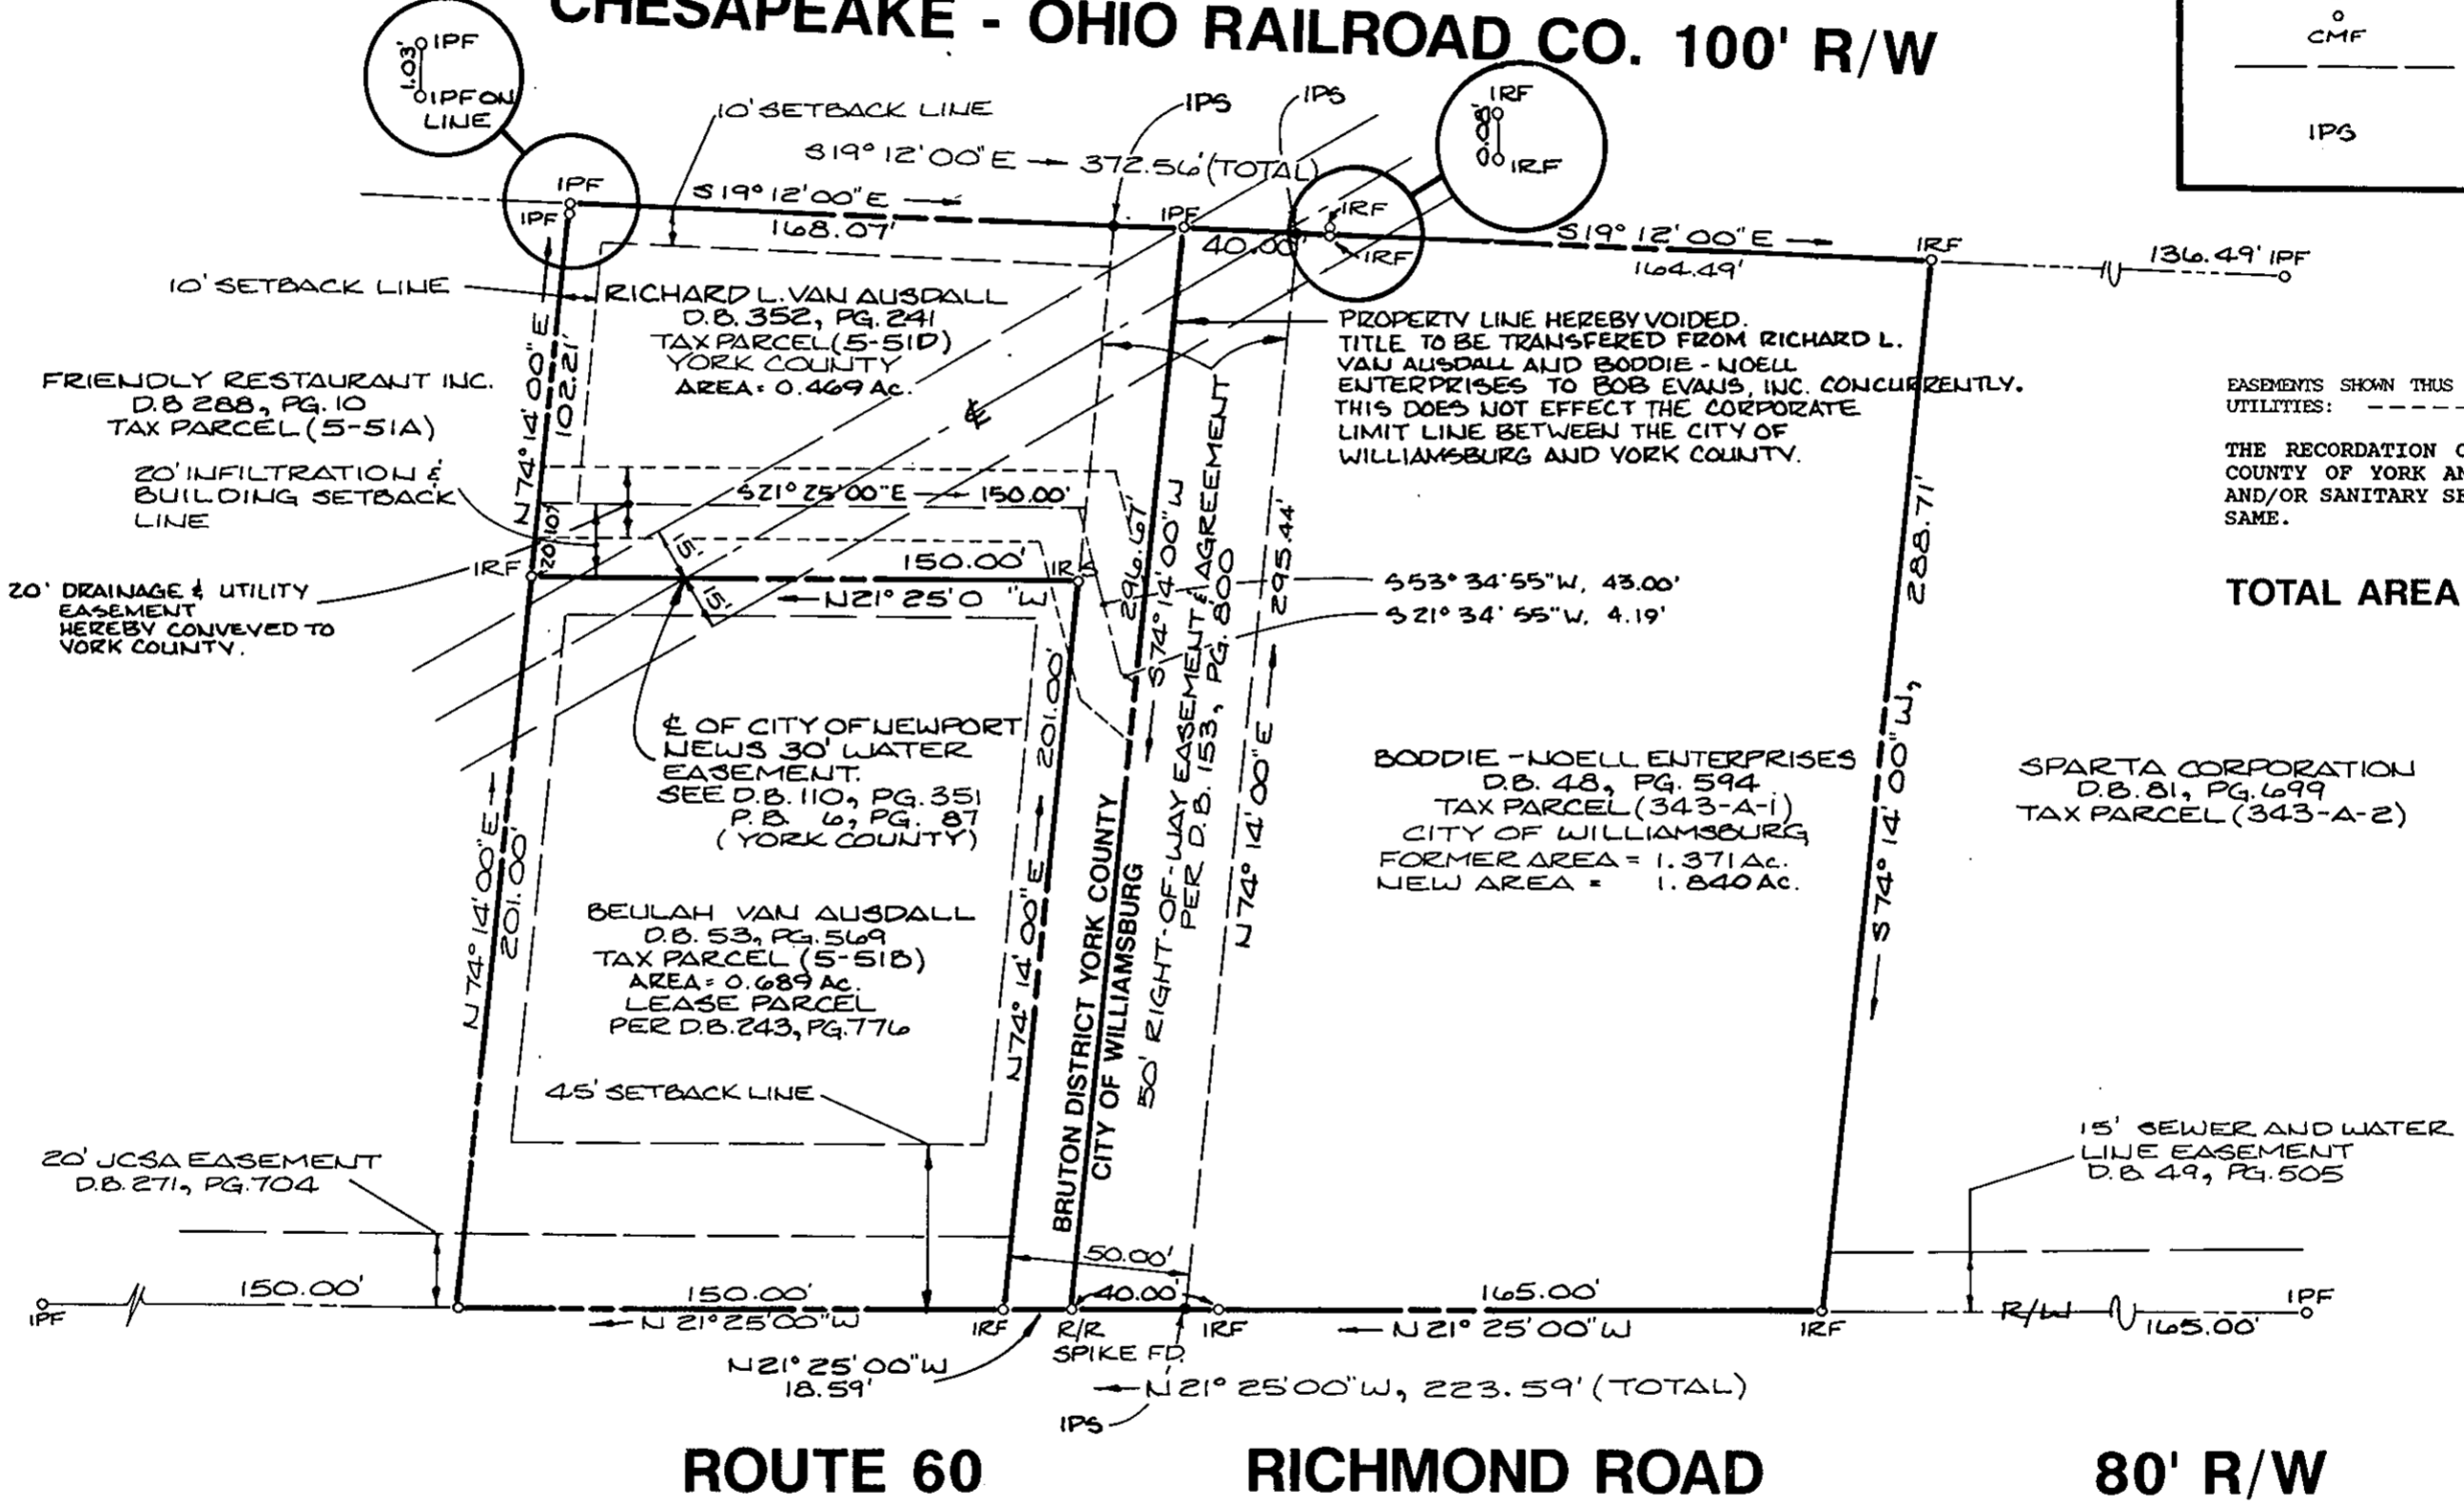 CHESAPEAKE - OHIO RAILROAD CO. 100' R/W
IPF
1.03'
IPF ON
LINE
10' SETBACK LINE
IPS
IPS
IRF
0.08'
IRF
CMF
IPS
S19° 12' 00" E 372.56' (TOTAL)
IPF
IPF
S19° 12' 00" E
168.07'
IPF
40.00'
IRF
IRF
S19° 12' 00" E
164.49'
IRF
136.49' IPF
10' SETBACK LINE
RICHARD L. VAN AUSDALL
D.B. 352, PG. 241
TAX PARCEL (5-51D)
YORK COUNTY
AREA = 0.469 AC.
N 74° 14' 00" E
102.21'
PROPERTY LINE HEREBY VOIDED.
TITLE TO BE TRANSFERED FROM RICHARD L.
VAN AUSDALL AND BODDIE - NOELL
ENTERPRISES TO BOB EVANS, INC. CONCURRENTLY.
THIS DOES NOT EFFECT THE CORPORATE
LIMIT LINE BETWEEN THE CITY OF
WILLIAMSBURG AND YORK COUNTY.
FRIENDLY RESTAURANT INC.
D.B 288, PG. 10
TAX PARCEL (5-51A)
EASEMENTS SHOWN THUS
UTILITIES:
THE RECORDATION
COUNTY OF YORK
AND/OR SANITARY
SAME.
20' INFILTRATION &
BUILDING SETBACK
LINE
S21° 25' 00" E 150.00'
20'
10'
15'
15'
℄
150.00'
IRF
N21° 25' 0 "W
20' DRAINAGE & UTILITY
EASEMENT
HEREBY CONVEYED TO
YORK COUNTY.
S53° 34' 55" W, 43.00'
S 21° 34' 55" W, 4.19'
TOTAL AREA
296.67'
S 74° 14' 00" W
50' RIGHT-OF-WAY EASEMENT & AGREEMENT
PER D.B. 153, PG. 800
295.44'
N 74° 14' 00" E
288.71'
S 74° 14' 00" W,
℄ OF CITY OF NEWPORT
NEWS 30' WATER
EASEMENT.
SEE D.B. 110, PG. 351
P.B. 6, PG. 87
(YORK COUNTY)
201.00'
N74° 14' 00" E
N 74° 14' 00" E
201.00'
BODDIE - NOELL ENTERPRISES
D.B. 48, PG. 594
TAX PARCEL (343-A-1)
CITY OF WILLIAMSBURG
FORMER AREA = 1.371 Ac.
NEW AREA = 1.840 Ac.
SPARTA CORPORATION
D.B. 81, PG. 699
TAX PARCEL (343-A-2)
BEULAH VAN AUSDALL
D.B. 53, PG. 569
TAX PARCEL (5-51B)
AREA = 0.689 AC.
LEASE PARCEL
PER D.B. 243, PG. 776
BRUTON DISTRICT YORK COUNTY
CITY OF WILLIAMSBURG
45' SETBACK LINE
20' JCSA EASEMENT
D.B. 271, PG. 704
15' SEWER AND WATER
LINE EASEMENT
D.B. 49, PG. 505
50.00'
150.00'
150.00'
40.00'
165.00'
IPF
N 21° 25' 00" W
IRF
R/R
SPIKE FD.
IRF
N 21° 25' 00" W
IRF
R/W
165.00'
IPF
N 21° 25' 00" W
18.59'
N 21° 25' 00" W, 223.59' (TOTAL)
IPS
ROUTE 60
RICHMOND ROAD
80' R/W